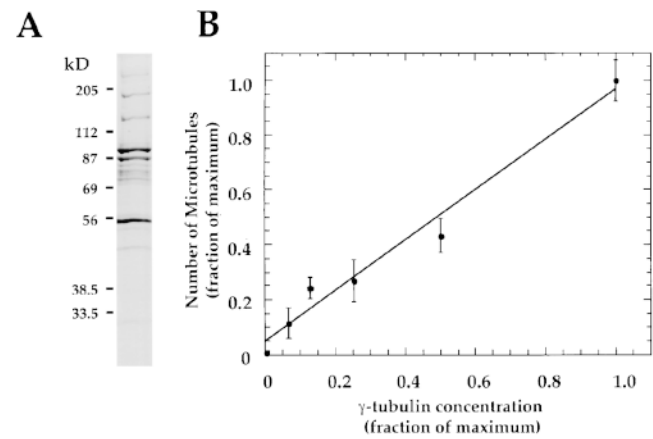 A
kD
205
112
87
69
56
38.5
33.5
B
Number of Microtubules
(fraction of maximum)
1.0
0.8
0.6
0.4
0.2
0
0 0.2 0.4 0.6 0.8 1.0
γ-tubulin concentration
(fraction of maximum)